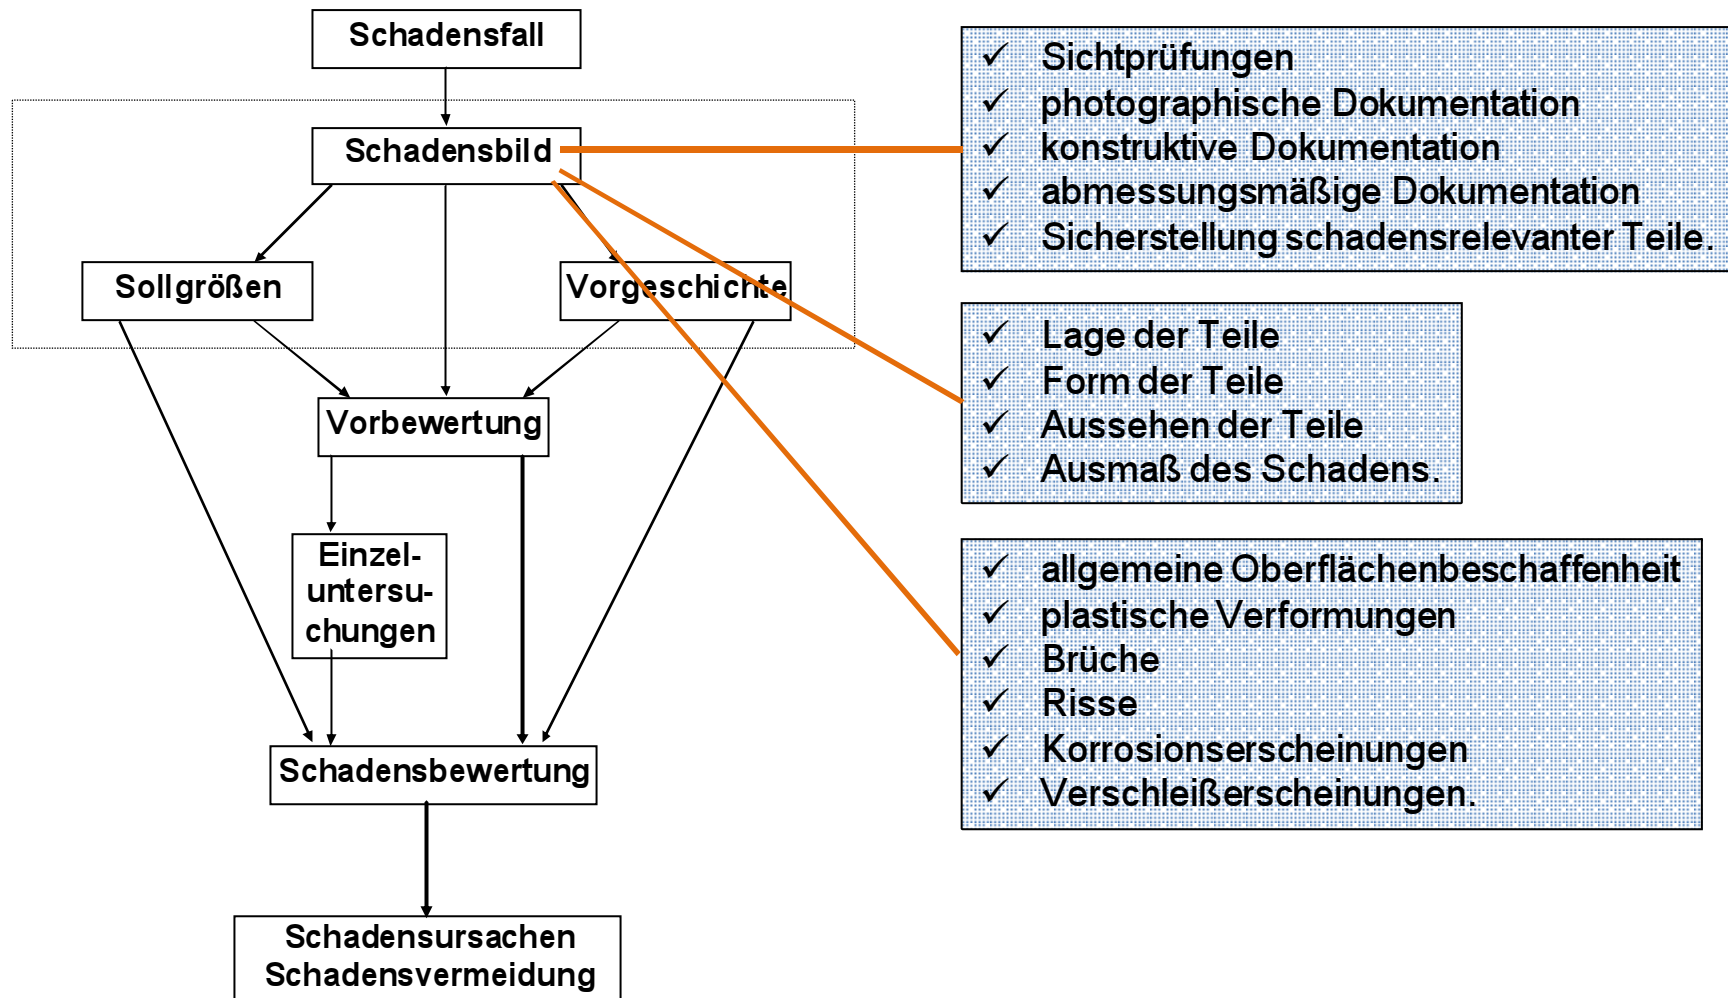 Schadensfall
Schadensbild
Sollgrößen
Vorgeschichte
Vorbewertung
Einzel-
untersu-
chungen
Schadensbewertung
Schadensursachen
Schadensvermeidung
✓ Sichtprüfungen
✓ photographische Dokumentation
✓ konstruktive Dokumentation
✓ abmessungsmäßige Dokumentation
✓ Sicherstellung schadensrelevanter Teile.
✓ Lage der Teile
✓ Form der Teile
✓ Aussehen der Teile
✓ Ausmaß des Schadens.
✓ allgemeine Oberflächenbeschaffenheit
✓ plastische Verformungen
✓ Brüche
✓ Risse
✓ Korrosionserscheinungen
✓ Verschleißerscheinungen.